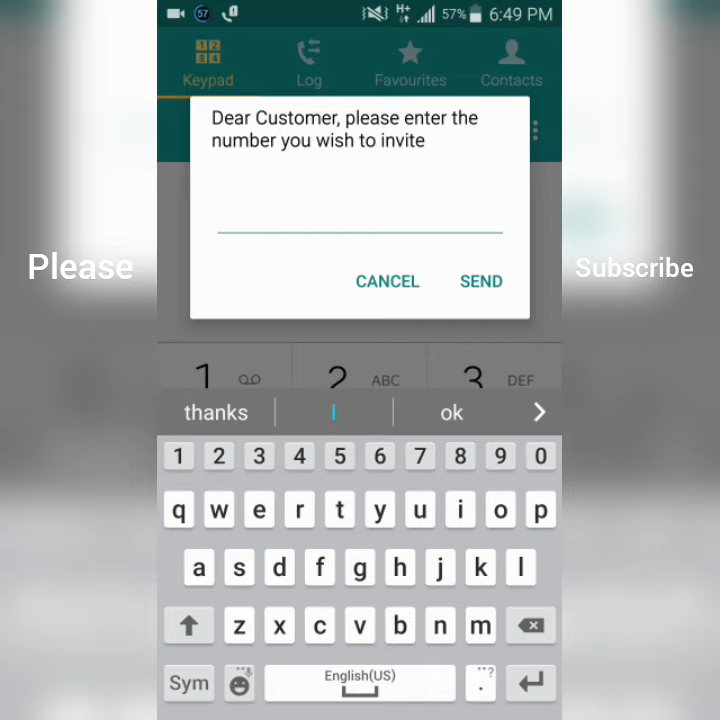 57 H+ 57% 6:49 PM
Keypad Log Favourites Contacts
Dear Customer, please enter the
number you wish to invite
Please
Subscribe
CANCEL SEND
1 2 ABC 3 DEF
thanks I ok
1 2 3 4 5 6 7 8 9 0
q w e r t y u i o p
a s d f g h j k l
z x c v b n m
Sym English(US) . ?